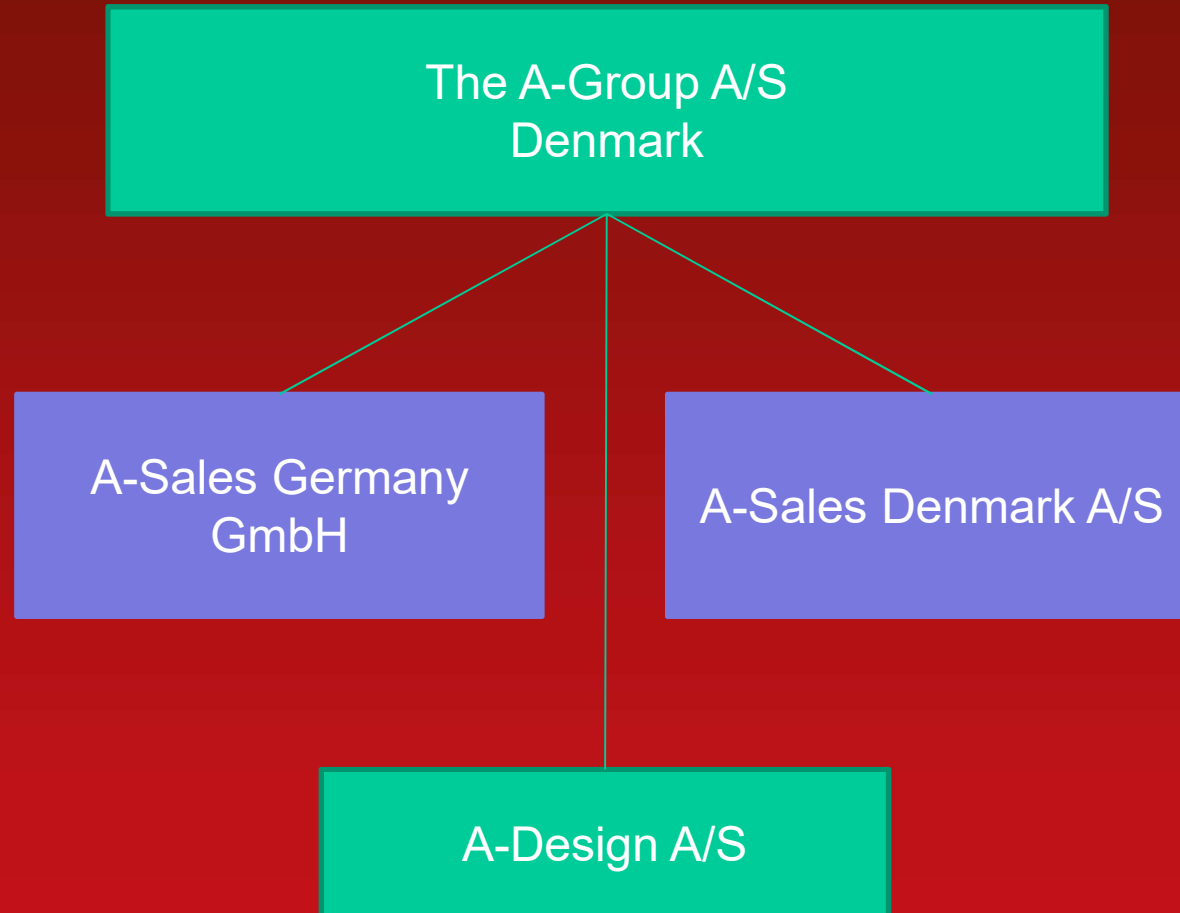 The A-Group A/S
Denmark
A-Sales Germany
GmbH
A-Sales Denmark A/S
A-Design A/S